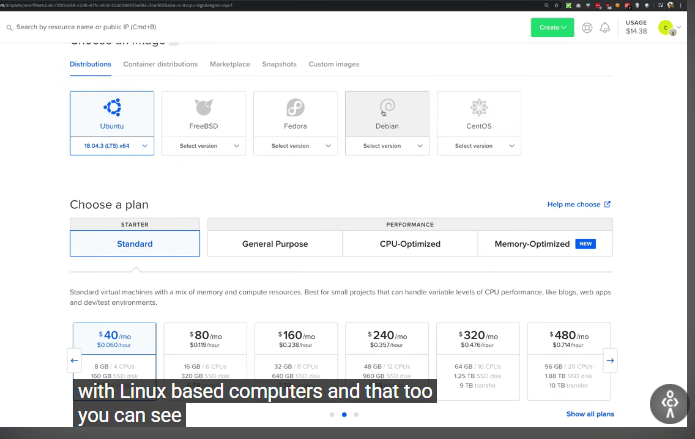 Search by resource name or public IP (Cmd+B)
Create
USAGE
$14.38
Choose an image
Distributions Container distributions Marketplace Snapshots Custom images
Ubuntu FreeBSD Fedora Debian CentOS
18.04.3 (LTS) x64 Select version Select version Select version Select version
Choose a plan
Help me choose
STARTER PERFORMANCE
Standard General Purpose CPU-Optimized Memory-Optimized NEW
Standard virtual machines with a mix of memory and compute resources. Best for small projects that can handle variable levels of CPU performance, like blogs, web apps
and dev/test environments.
$40/mo $80/mo $160/mo $240/mo $320/mo $480/mo
$0.060/hour $0.119/hour $0.238/hour $0.357/hour $0.476/hour $0.714/hour
8 GB / 4 CPUs 16 GB / 6 CPUs 32 GB / 8 CPUs 48 GB / 12 CPUs 64 GB / 16 CPUs 96 GB / 20 CPUs
160 GB SSD disk 320 GB SSD disk 640 GB SSD disk 960 GB SSD disk 1.25 TB SSD disk 1.88 TB SSD disk
9 TB transfer 10 TB transfer
with Linux based computers and that too
you can see
Show all plans